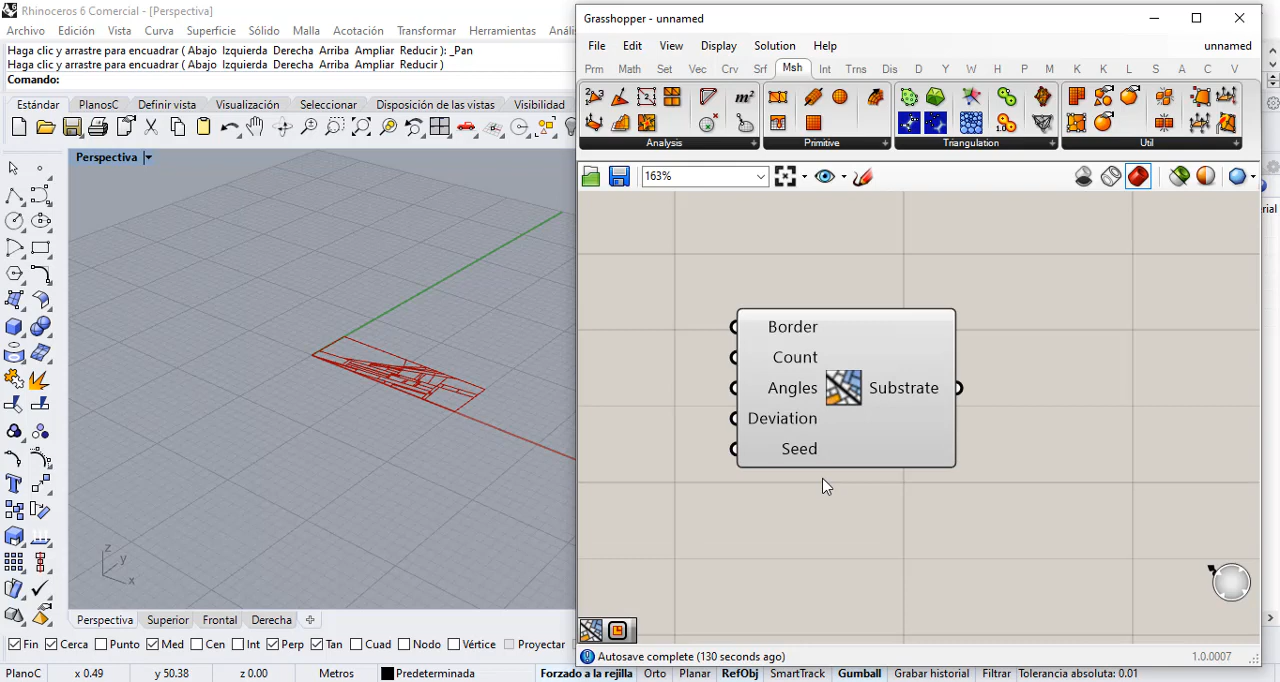 Rhinoceros 6 Comercial - [Perspectiva]
Archivo Edición Vista Curva Superficie Sólido Malla Acotación Transformar Herramientas Anális
Haga clic y arrastre para encuadrar ( Abajo Izquierda Derecha Arriba Ampliar Reducir ): _Pan
Haga clic y arrastre para encuadrar ( Abajo Izquierda Derecha Arriba Ampliar Reducir )
Comando:
Estándar PlanosC Definir vista Visualización Selección Disposición de vistas Visibilidad
Perspectiva
z
y
x
Perspectiva Superior Frontal Derecha
Fin Cerca Punto Med Cen Int Perp Tan Cuad Nodo Vértice Proyectar
PlanoC x 0.49 y 50.38 z 0.00 Metros Predeterminada Forzado a la rejilla Orto Planar RefObj SmartTrack Gumball Grabar historial Filtrar Tolerancia absoluta: 0.01
Grasshopper - unnamed
File Edit View Display Solution Help unnamed
Prm Math Set Vec Crv Srf Msh Int Trns Dis D Y W H P M K K L S A C V
Analysis Primitive Triangulation Util
163%
Border
Count
Angles Substrate
Deviation
Seed
Autosave complete (130 seconds ago) 1.0.0007
ial